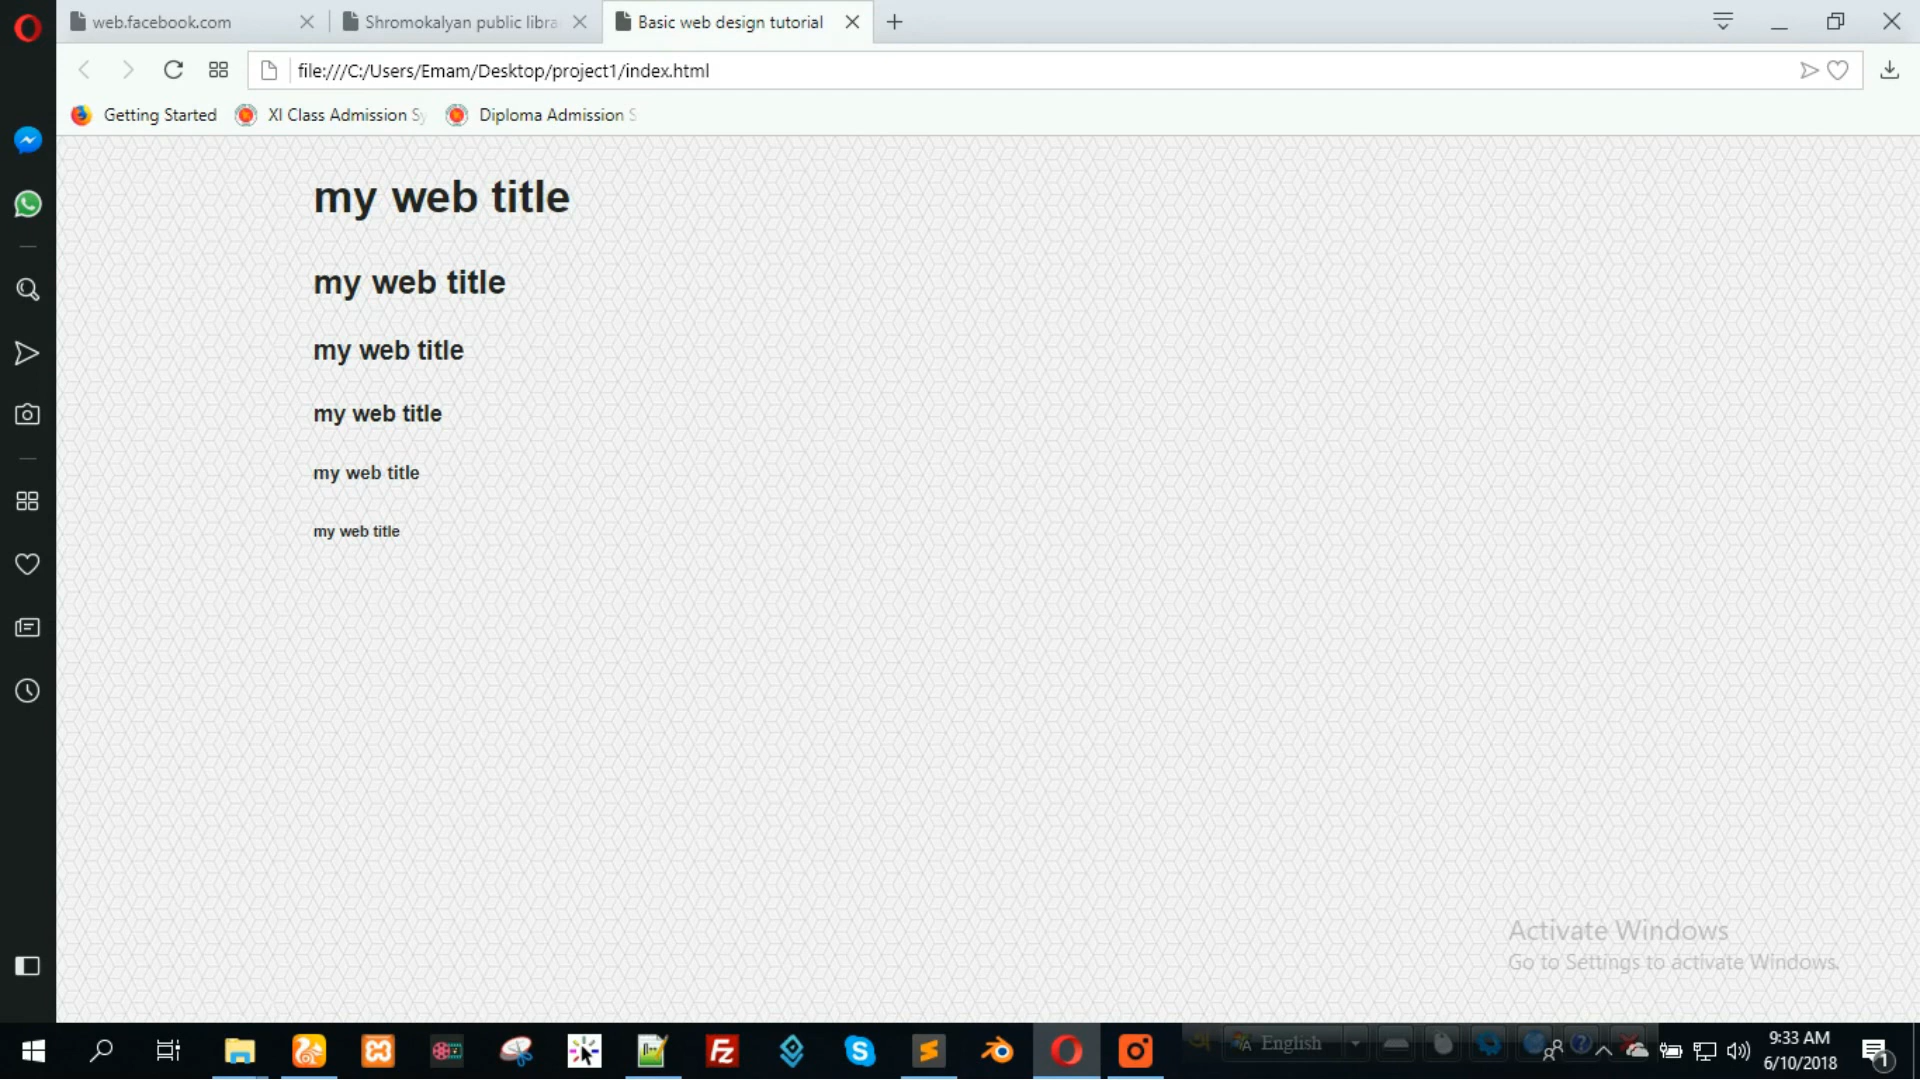 web.facebook.com
Shromokalyan public libra
Basic web design tutorial
file:///C:/Users/Emam/Desktop/project1/index.html
Getting Started
XI Class Admission Sy
Diploma Admission S
my web title
my web title
my web title
my web title
my web title
my web title
Activate Windows
Go to Settings to activate Windows.
English
9:33 AM
6/10/2018
1